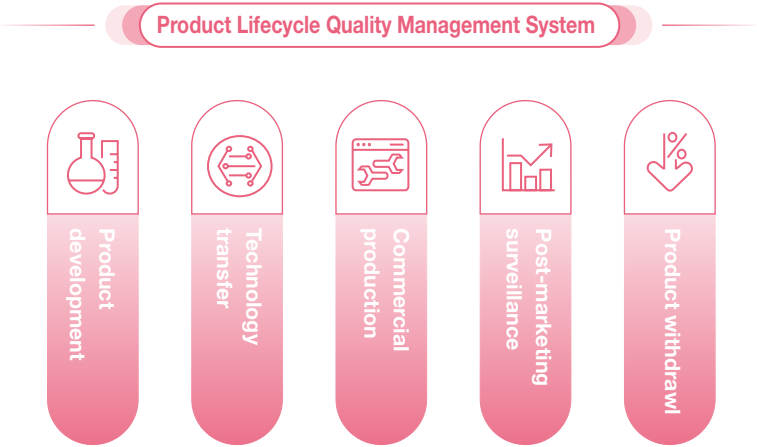 Product Lifecycle Quality Management System
Product
development
Technology
transfer
Commercial
production
Post-marketing
surveillance
Product withdrawl